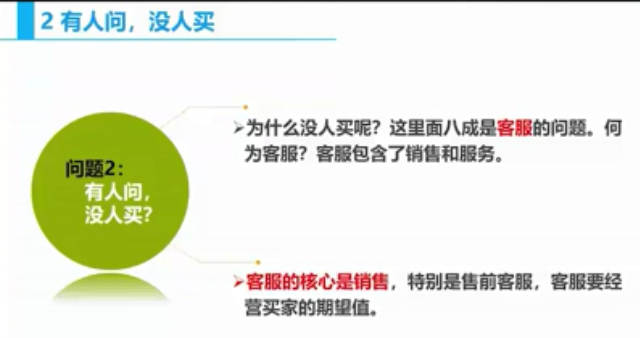 2 有人问，没人买
问题2：
有人问，
没人买？
为什么没人买呢？这里面八成是客服的问题。何
为客服？客服包含了销售和服务。
客服的核心是销售，特别是售前客服，客服要经
营买家的期望值。